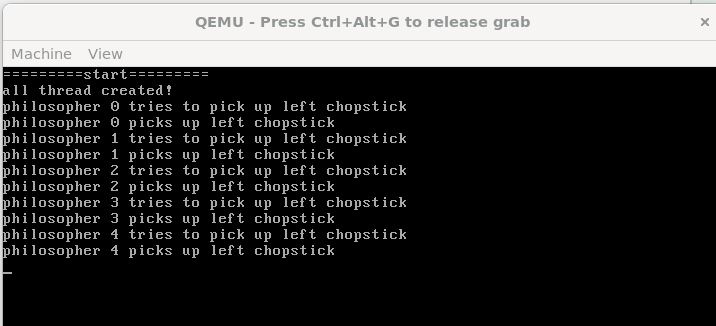 QEMU - Press Ctrl+Alt+G to release grab ×
Machine View
=========start=========
all thread created!
philosopher 0 tries to pick up left chopstick
philosopher 0 picks up left chopstick
philosopher 1 tries to pick up left chopstick
philosopher 1 picks up left chopstick
philosopher 2 tries to pick up left chopstick
philosopher 2 picks up left chopstick
philosopher 3 tries to pick up left chopstick
philosopher 3 picks up left chopstick
philosopher 4 tries to pick up left chopstick
philosopher 4 picks up left chopstick
_